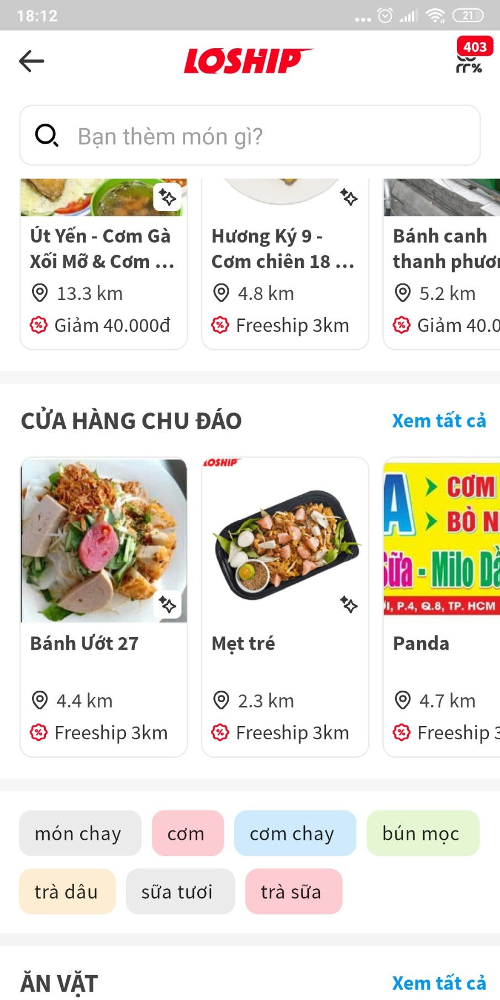 18:12
21
LOSHIP
403
%
Bạn thèm món gì?
Út Yến - Cơm Gà
Xối Mỡ & Cơm ...
13.3 km
Giảm 40.000đ
Hương Ký 9 -
Cơm chiên 18 ...
4.8 km
Freeship 3km
Bánh canh
thanh phươn
5.2 km
Giảm 40.0
CỬA HÀNG CHU ĐÁO
Xem tất cả
LOSHIP
A
CƠM
BÒ N
Sữa - Milo Dầ
I, P.4, Q.8, TP. HCM
Bánh Ướt 27
4.4 km
Freeship 3km
Mẹt tré
2.3 km
Freeship 3km
Panda
4.7 km
Freeship 3
món chay
cơm
cơm chay
bún mọc
trà dâu
sữa tươi
trà sữa
ĂN VẶT
Xem tất cả